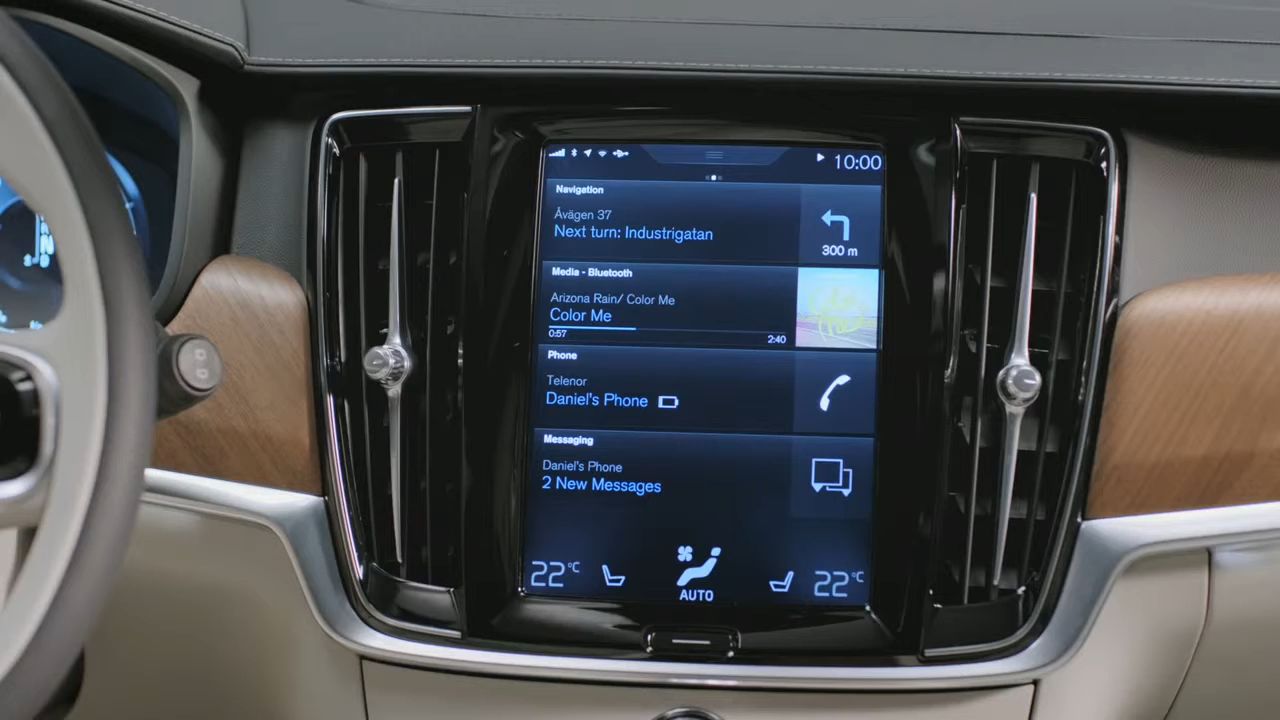 10:00
Navigation
Åvägen 37
Next turn: Industrigatan
300 m
Media - Bluetooth
Arizona Rain/ Color Me
Color Me
0:57
2:40
Phone
Telenor
Daniel's Phone
Messaging
Daniel's Phone
2 New Messages
22°C
AUTO
22°C